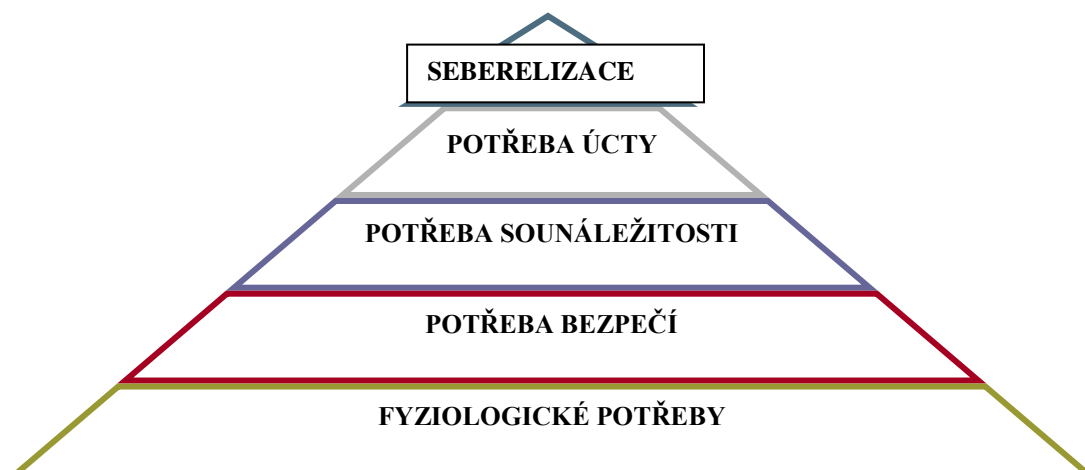 SEBERELIZACE
POTŘEBA ÚCTY
POTŘEBA SOUNÁLEŽITOSTI
POTŘEBA BEZPEČÍ
FYZIOLOGICKÉ POTŘEBY